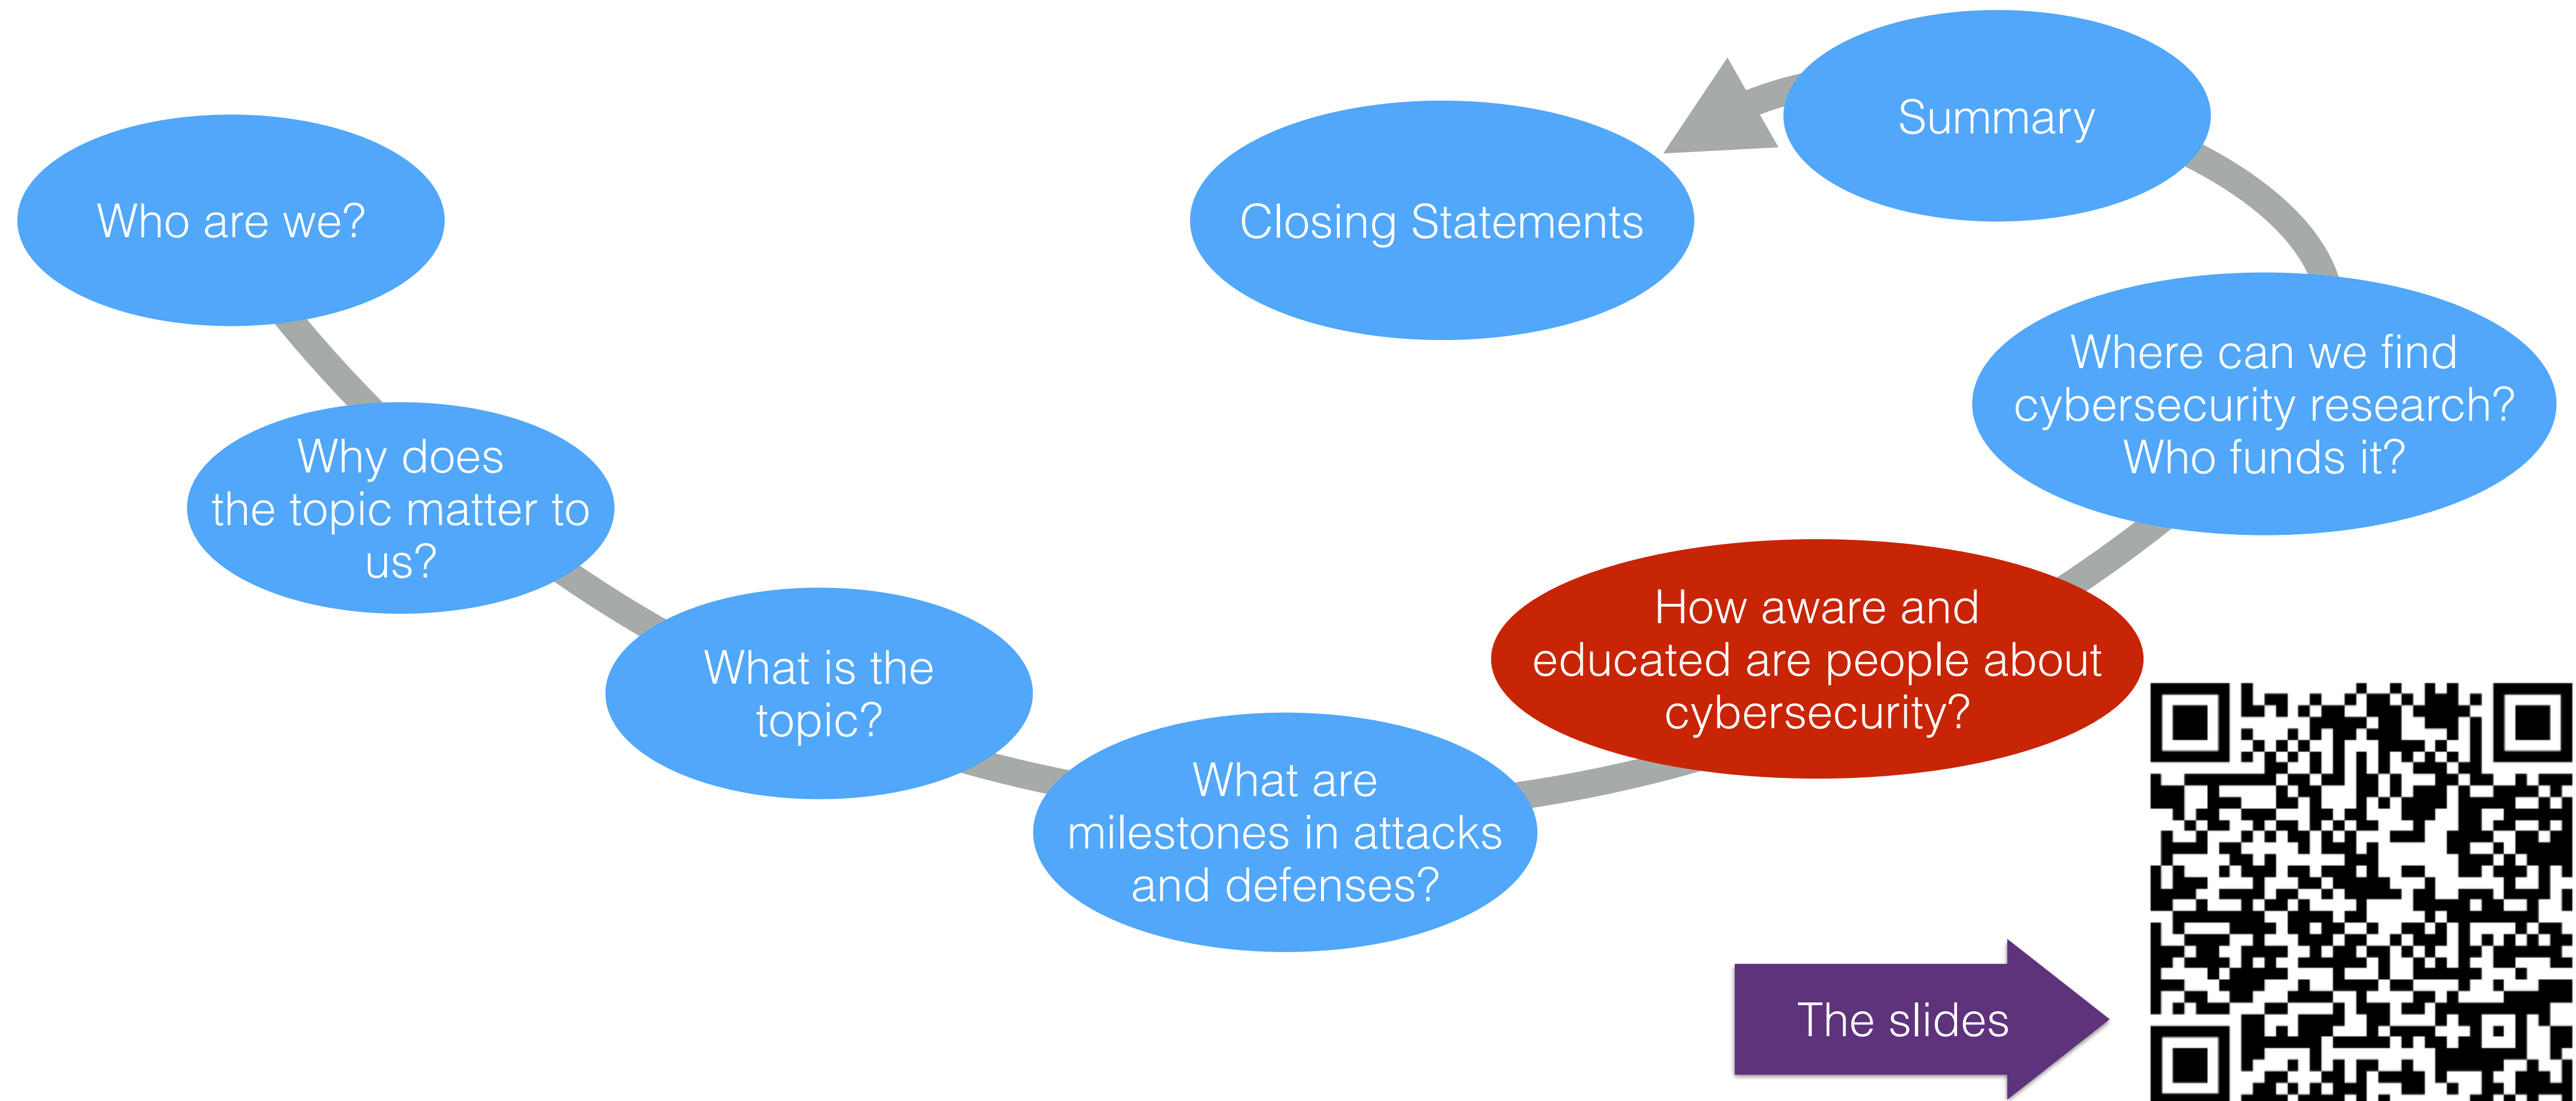 Who are we?
Why does
the topic matter to
us?
What is the
topic?
What are
milestones in attacks
and defenses?
How aware and
educated are people about
cybersecurity?
Where can we find
cybersecurity research?
Who funds it?
Summary
Closing Statements
The slides